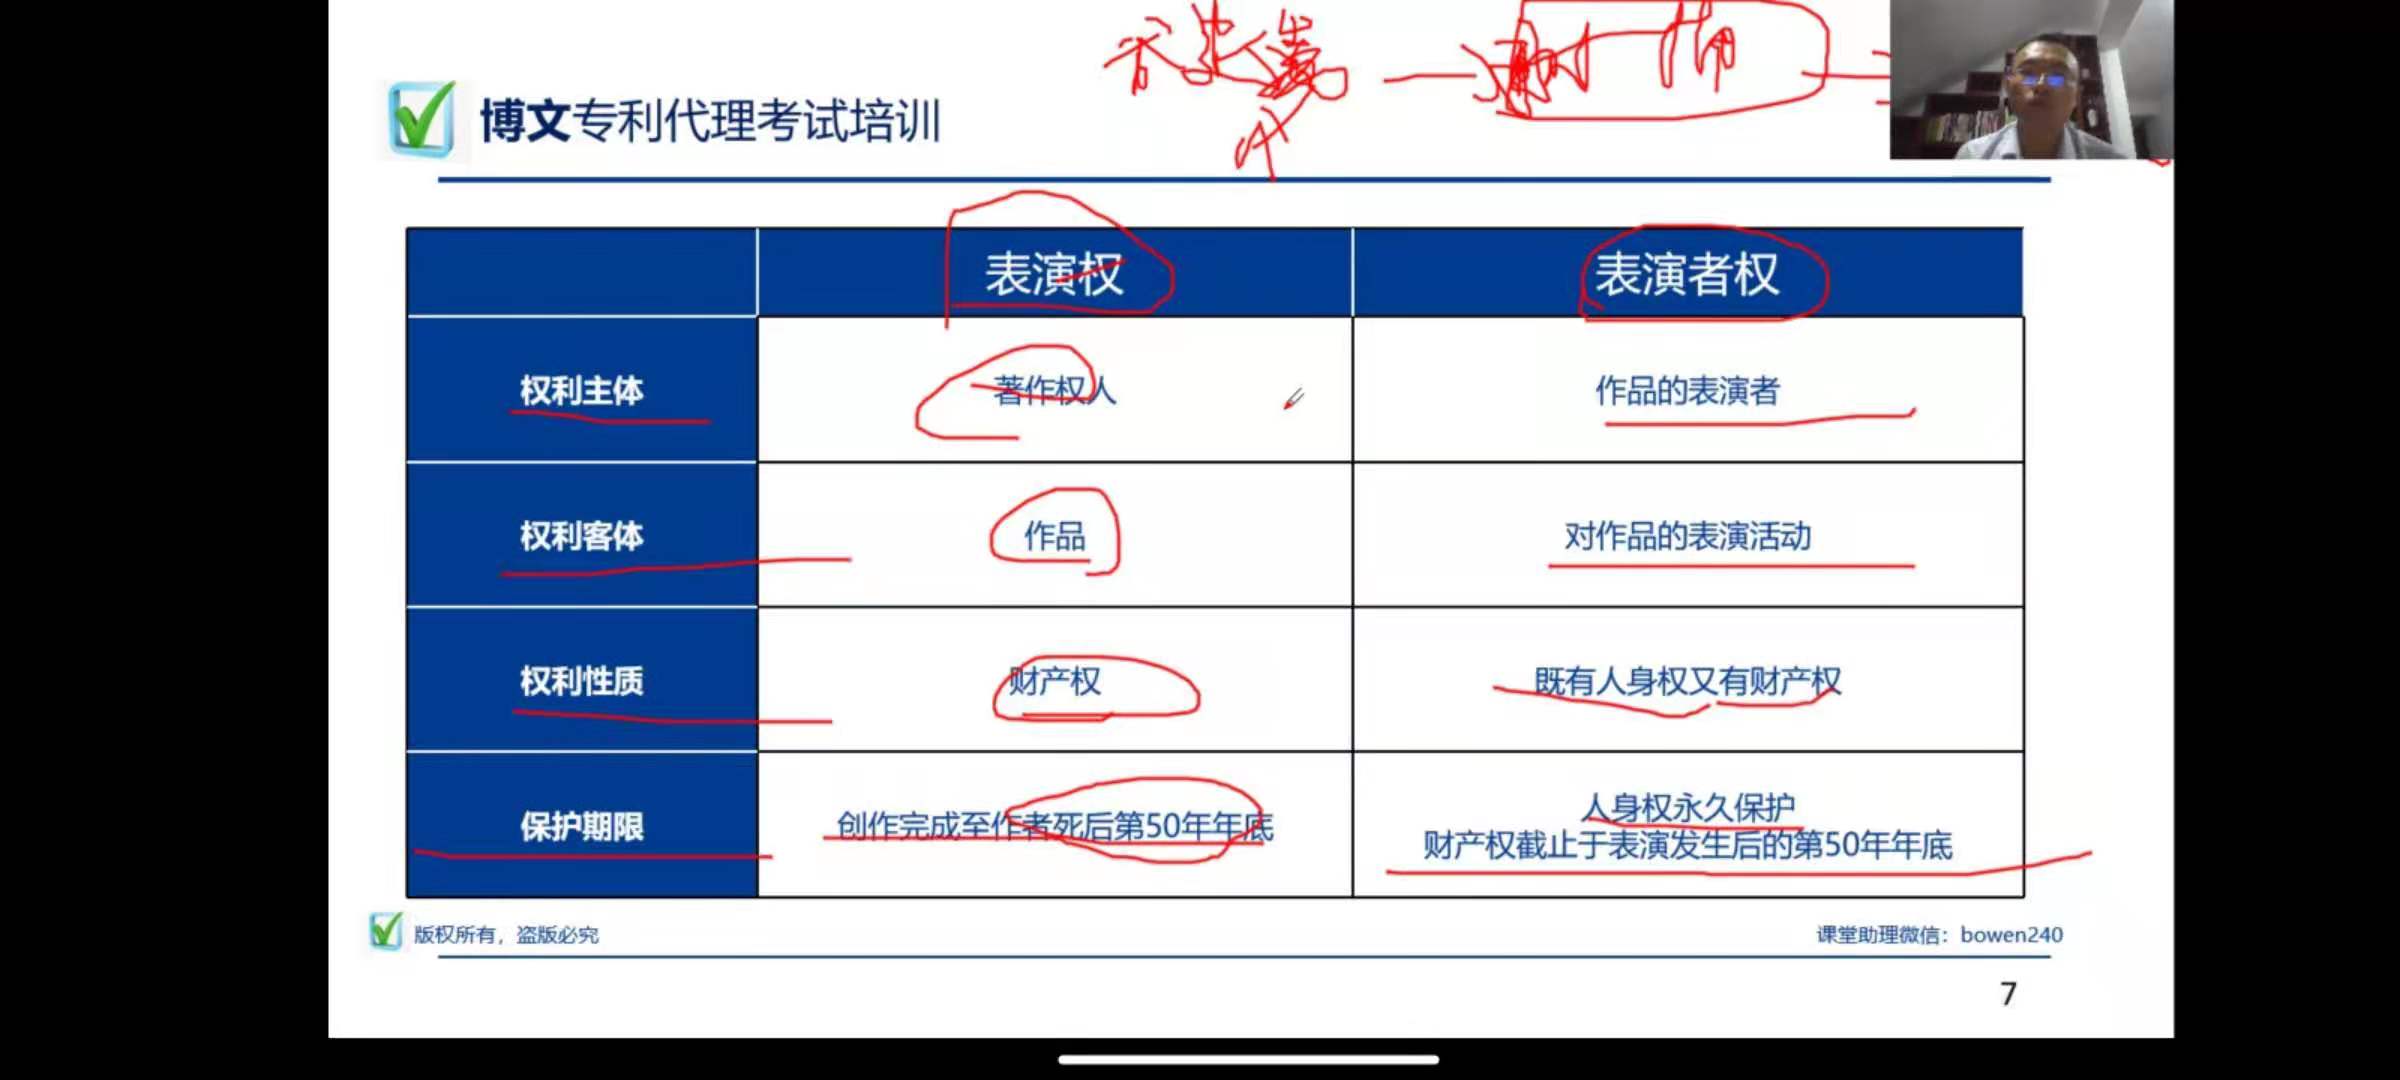 博文专利代理考试培训
表演权 表演者权
权利主体 著作权人 作品的表演者
权利客体 作品 对作品的表演活动
权利性质 财产权 既有人身权又有财产权
保护期限 创作完成至作者死后第50年年底 人身权永久保护
财产权截止于表演发生后的第50年年底
版权所有，盗版必究 课堂助理微信：bowen240
7